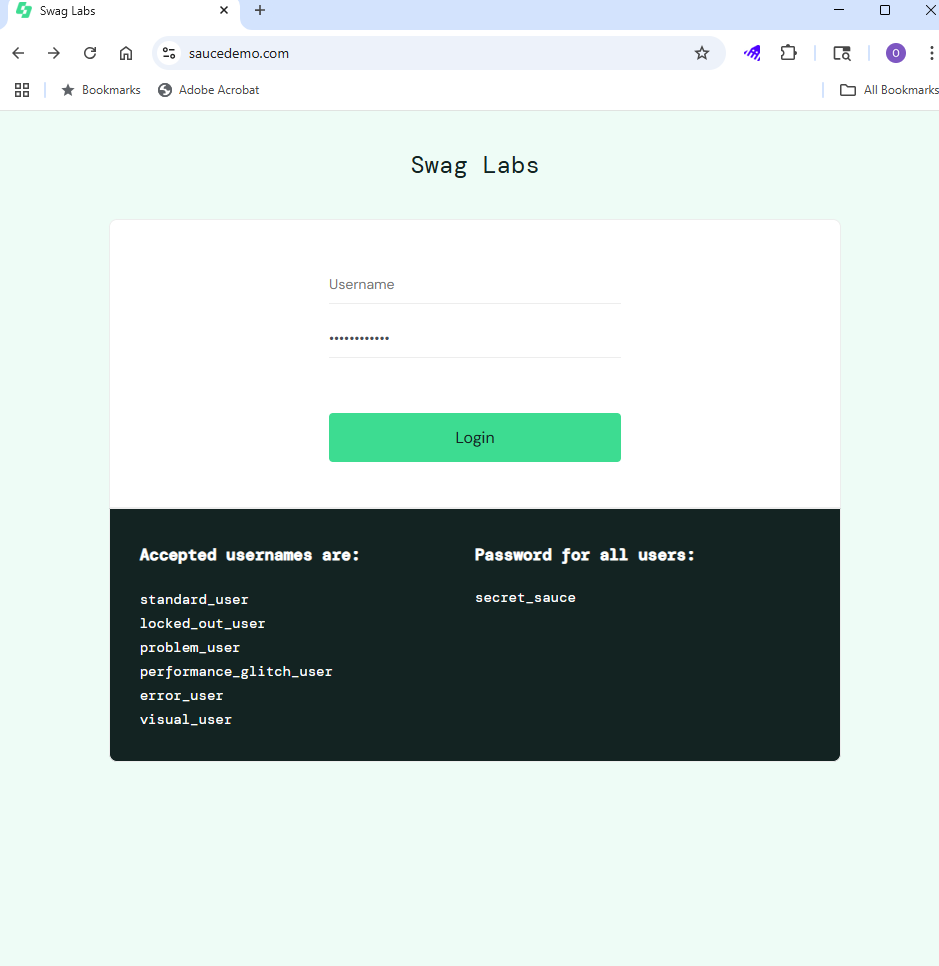 Swag Labs
saucedemo.com
O
Bookmarks
Adobe Acrobat
All Bookmarks
Swag Labs
Username
••••••••••••
Login
Accepted usernames are:
standard_user
locked_out_user
problem_user
performance_glitch_user
error_user
visual_user
Password for all users:
secret_sauce